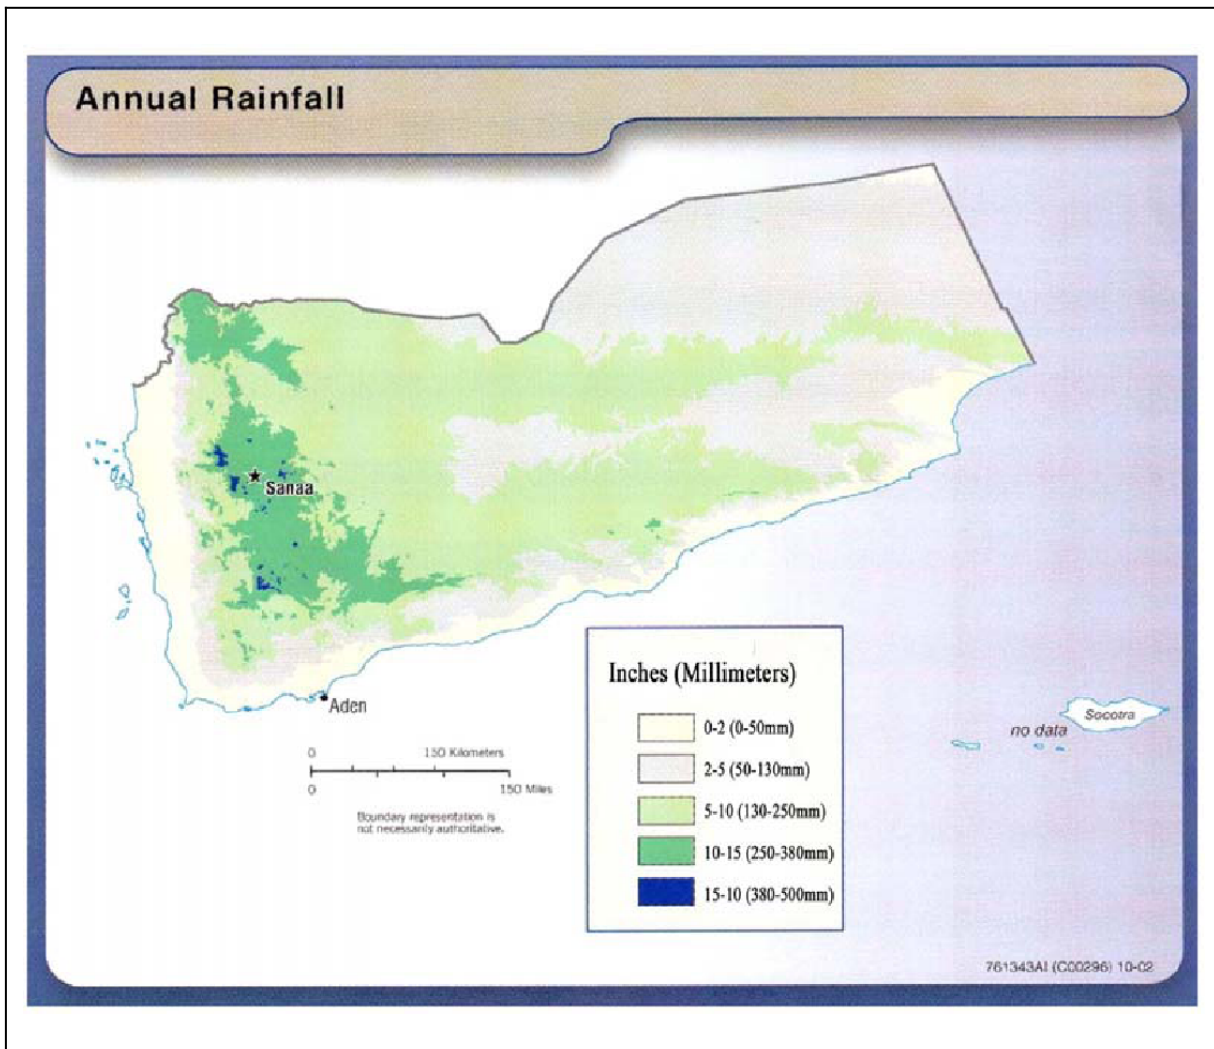 Annual Rainfall
Sanaa
Aden
Inches (Millimeters)
0-2 (0-50mm)
2-5 (50-130mm)
5-10 (130-250mm)
10-15 (250-380mm)
15-10 (380-500mm)
Socotra
no data
0 150 Kilometers
0 150 Miles
Boundary representation is
not necessarily authoritative.
761343AI (C00296) 10-02